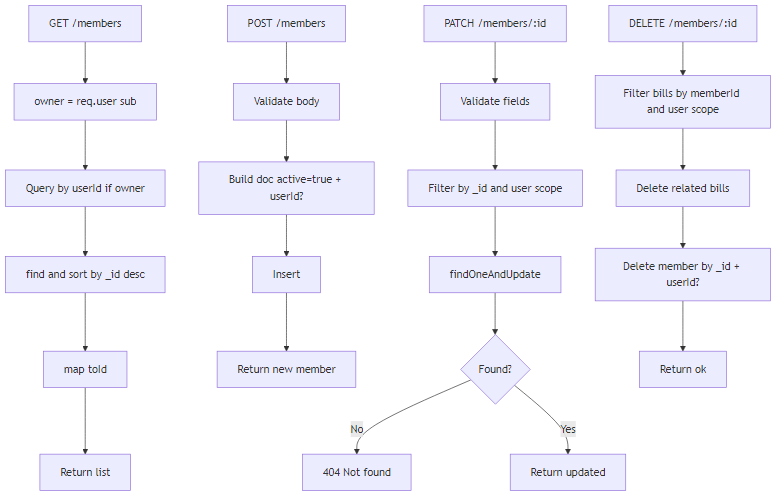 GET /members
owner = req.user sub
Query by userId if owner
find and sort by _id desc
map told
Return list
POST /members
Validate body
Build doc active=true +
userId?
Insert
Return new member
PATCH /members/:id
Validate fields
Filter by _id and user scope
findOneAndUpdate
Found?
No
Yes
404 Not found
Return updated
DELETE /members/:id
Filter bills by memberId
and user scope
Delete related bills
Delete member by _id +
userId?
Return ok